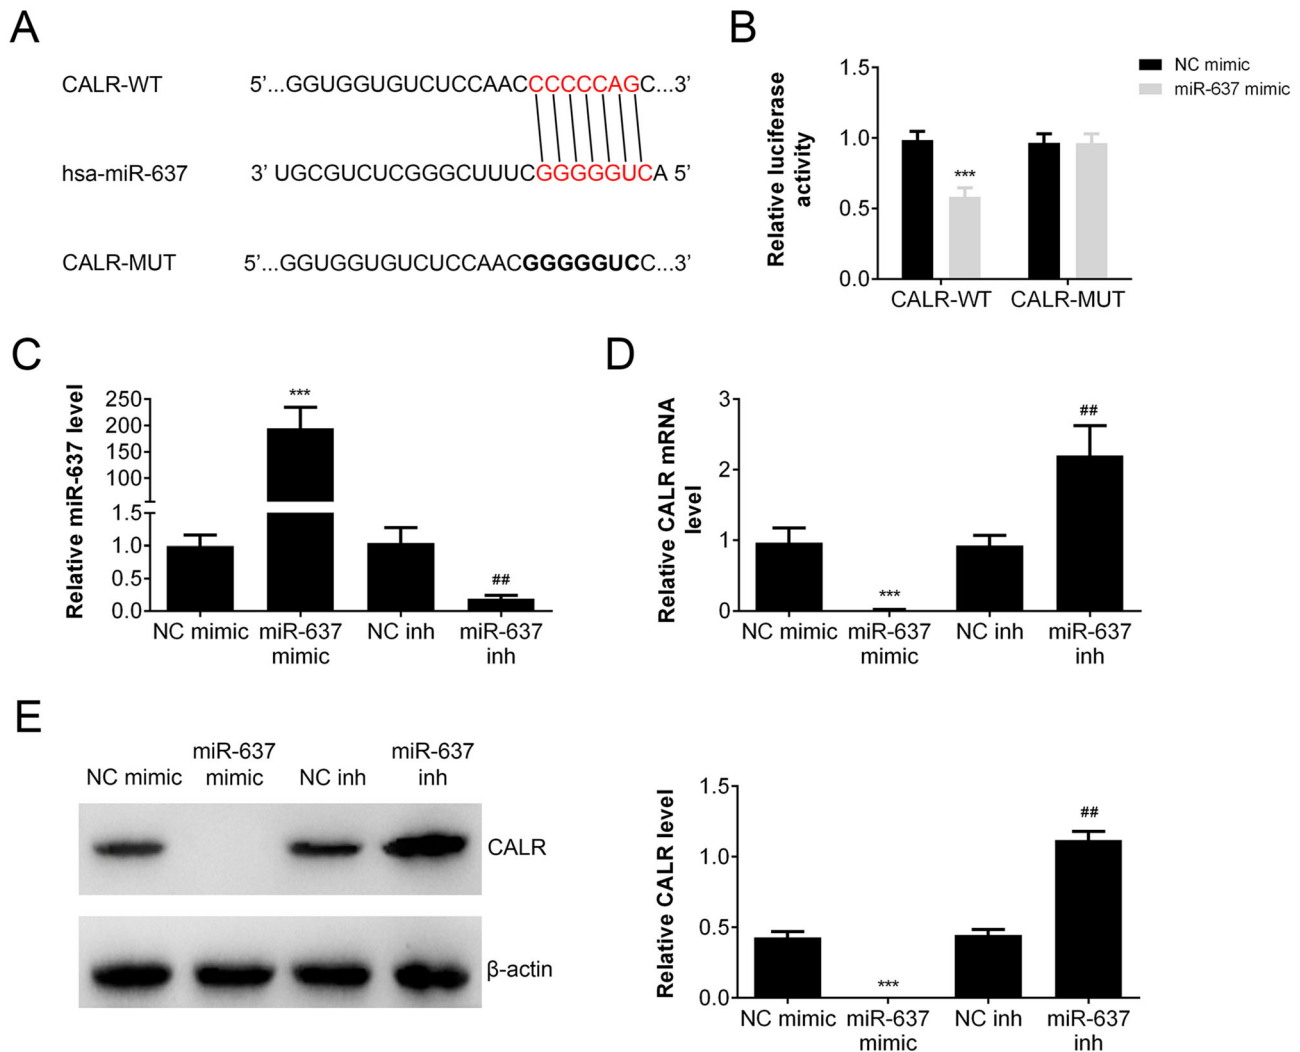 A
CALR-WT 5’...GGUGGUGUCUCCAACCCCCCAGC...3’
hsa-miR-637 3’ UGCGUCUCGGGCUUUCGGGGGUCA 5’
CALR-MUT 5’...GGUGGUGUCUCCAACGGGGGUCC...3’
B
Relative luciferase
activity
1.5
1.0
0.5
0.0
***
CALR-WT CALR-MUT
NC mimic
miR-637 mimic
C
Relative miR-637 level
250
200
150
100
1.5
1.0
0.5
0.0
***
##
NC mimic miR-637 NC inh miR-637
mimic inh
D
Relative CALR mRNA
level
3
2
1
0
***
##
NC mimic miR-637 NC inh miR-637
mimic inh
E
miR-637 miR-637
NC mimic mimic NC inh inh
CALR
β-actin
Relative CALR level
1.5
1.0
0.5
0.0
***
##
NC mimic miR-637 NC inh miR-637
mimic inh